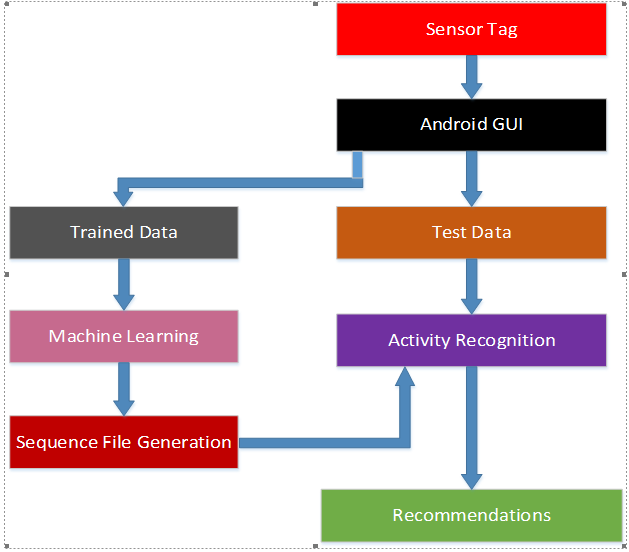 Sensor Tag
Android GUI
Trained Data
Test Data
Machine Learning
Activity Recognition
Sequence File Generation
Recommendations